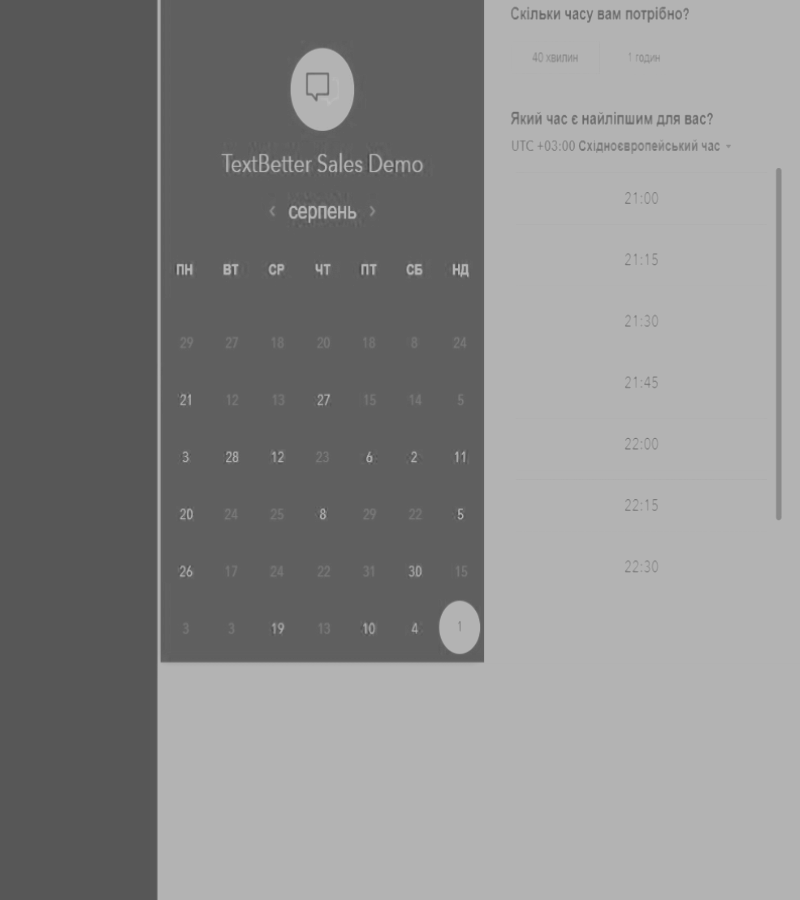 TextBetter Sales Demo
‹ серпень ›
ПН ВТ СР ЧТ ПТ СБ НД
29 27 18 20 18 8 24
21 12 13 27 15 14 5
3 28 12 23 6 2 11
20 24 25 8 29 22 5
26 17 24 22 31 30 15
3 3 19 13 10 4 1
Скільки часу вам потрібно?
40 хвилин 1 годин
Який час є найліпшим для вас?
UTC +03:00 Східноєвропейський час
21:00
21:15
21:30
21:45
22:00
22:15
22:30